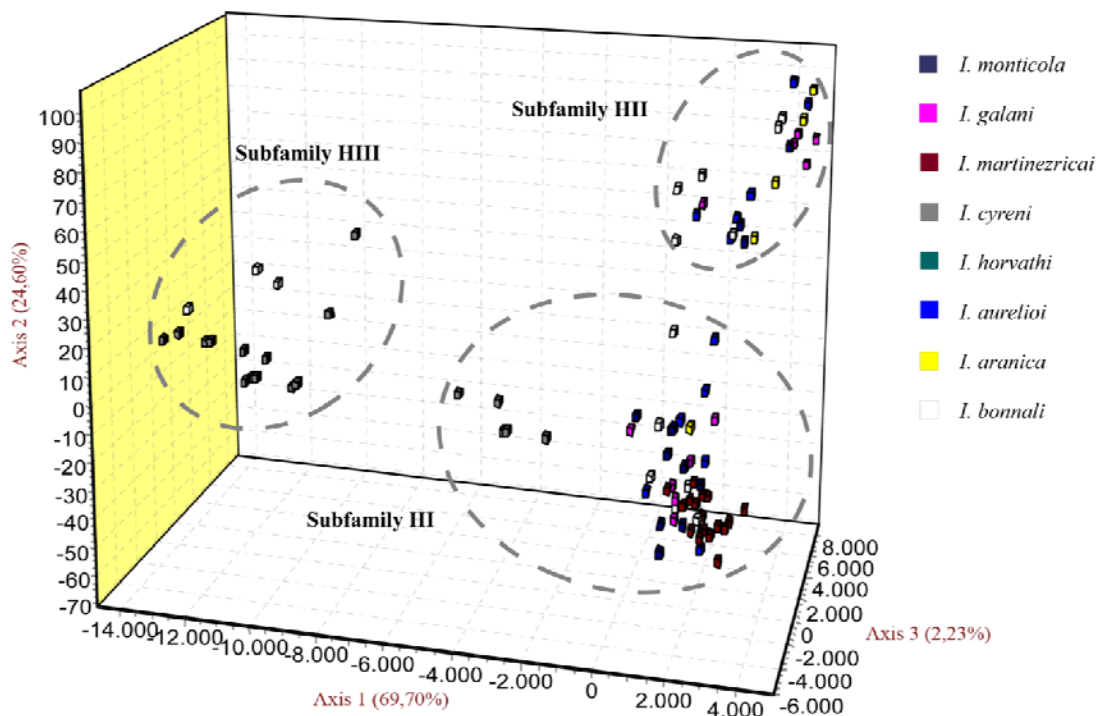 Subfamily HII
Subfamily HIII
Subfamily III
I. monticola
I. galani
I. martinezricai
I. cyreni
I. horvathi
I. aurelioi
I. aranica
I. bonnali
Axis 2 (24,60%)
100
90
80
70
60
50
40
30
20
10
0
-10
-20
-30
-40
-50
-60
-70
-14.000
-12.000
-10.000
-8.000
-6.000
-4.000
-2.000
0
2.000
4.000
Axis 1 (69,70%)
8.000
6.000
4.000
2.000
0
-2.000
-4.000
-6.000
Axis 3 (2,23%)